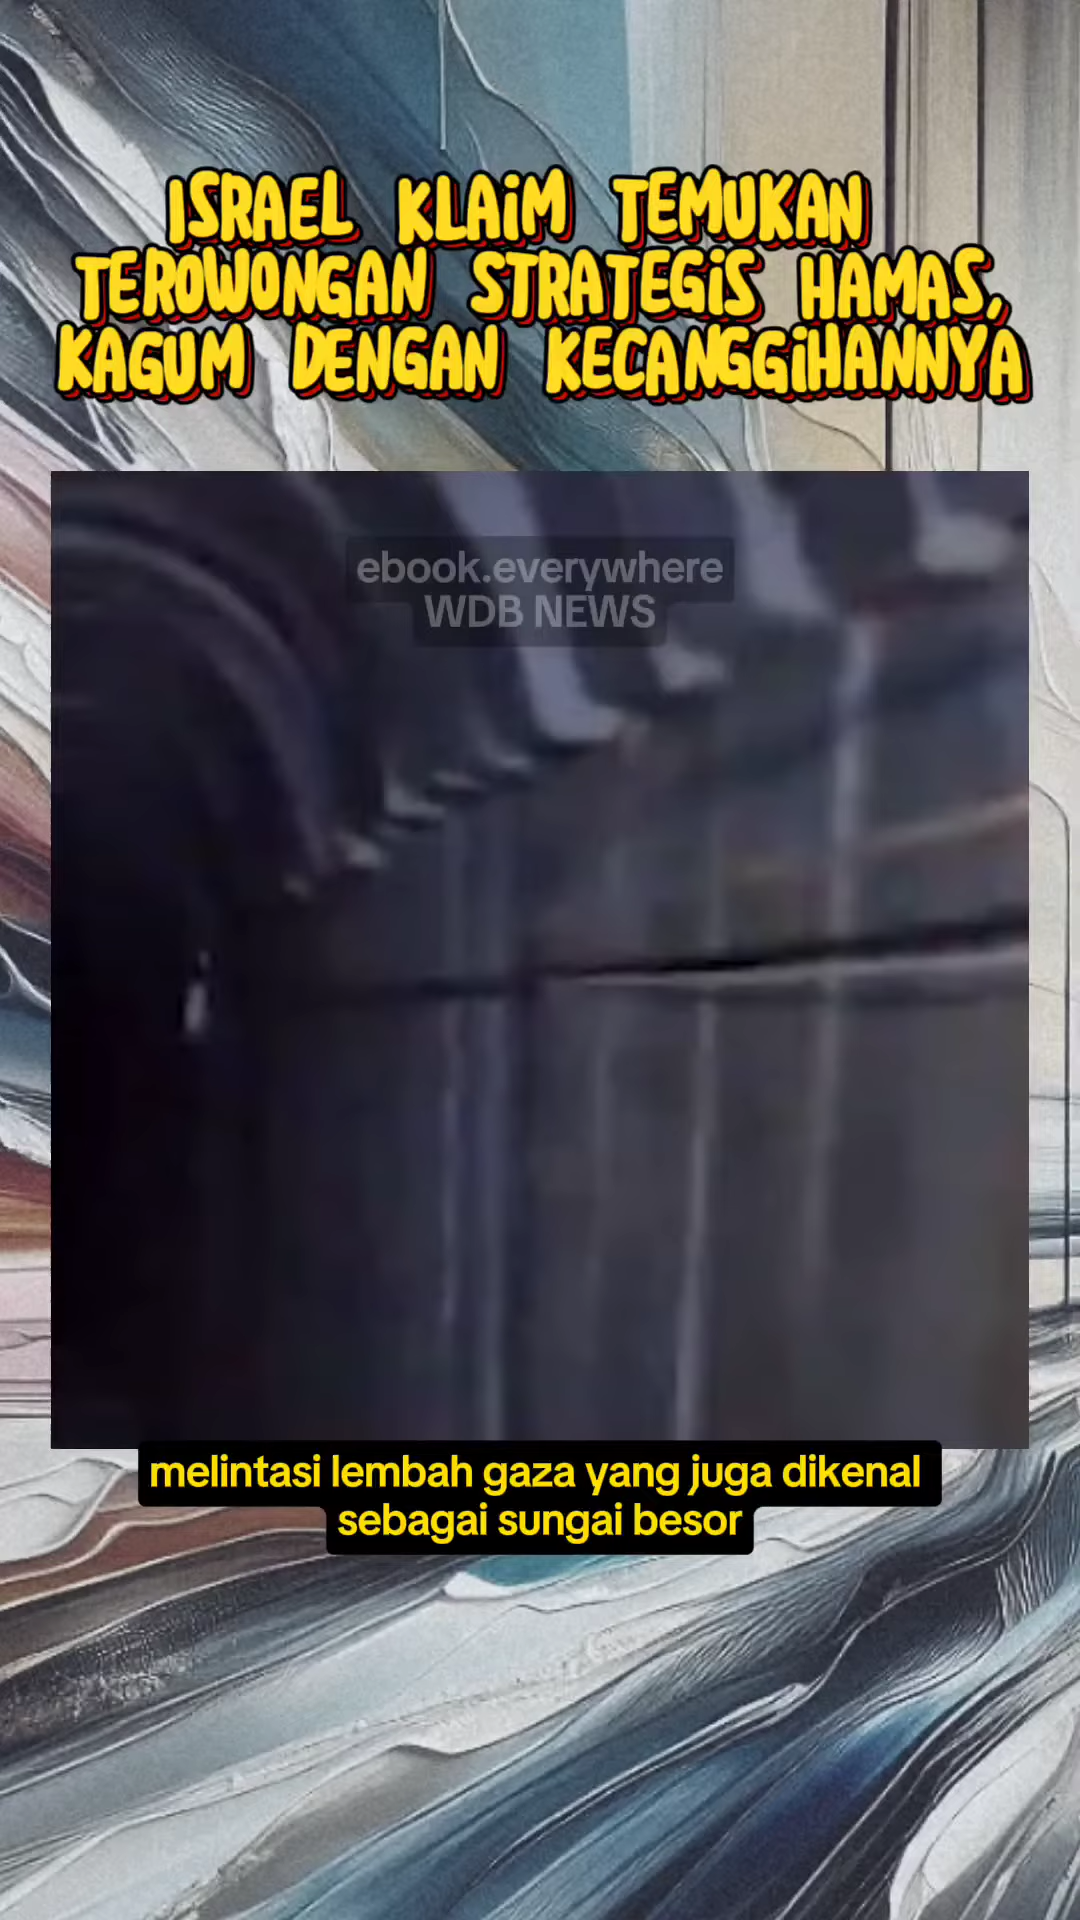 ISRAEL KLAiM TEMUKAN
TEROWONGAN STRATEGiS HAMAS,
KAGUM DENGAN KECANGGiHANNYA
ebook.everywhere
WDB NEWS
melintasi lembah gaza yang juga dikenal
sebagai sungai besor